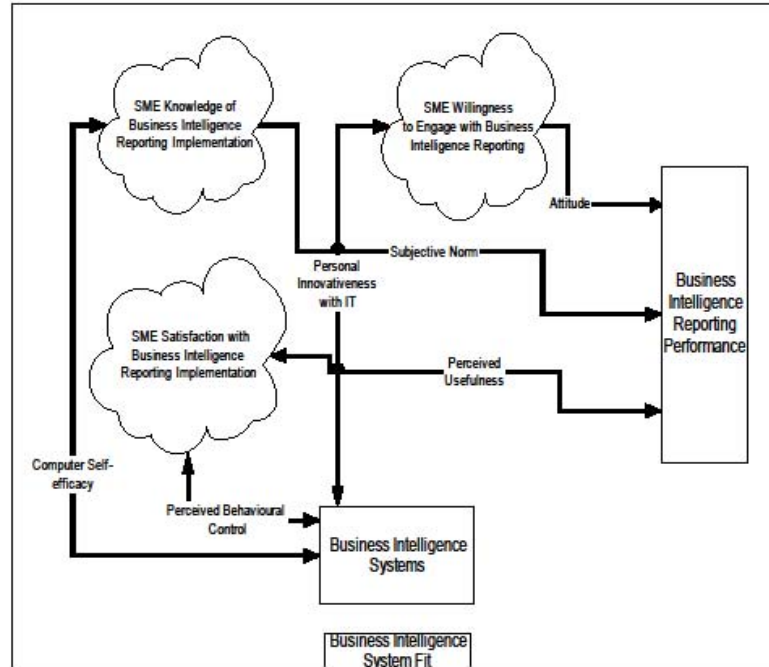 SME Knowledge of
Business Intelligence
Reporting Implementation
SME Willingness
to Engage with Business
Intelligence Reporting
Attitude
Subjective Norm
Personal
Innovativeness
with IT
Business
Intelligence
Reporting
Performance
SME Satisfaction with
Business Intelligence
Reporting Implementation
Perceived
Usefulness
Computer Self-
efficacy
Perceived Behavioural
Control
Business Intelligence
Systems
Business Intelligence
System Fit